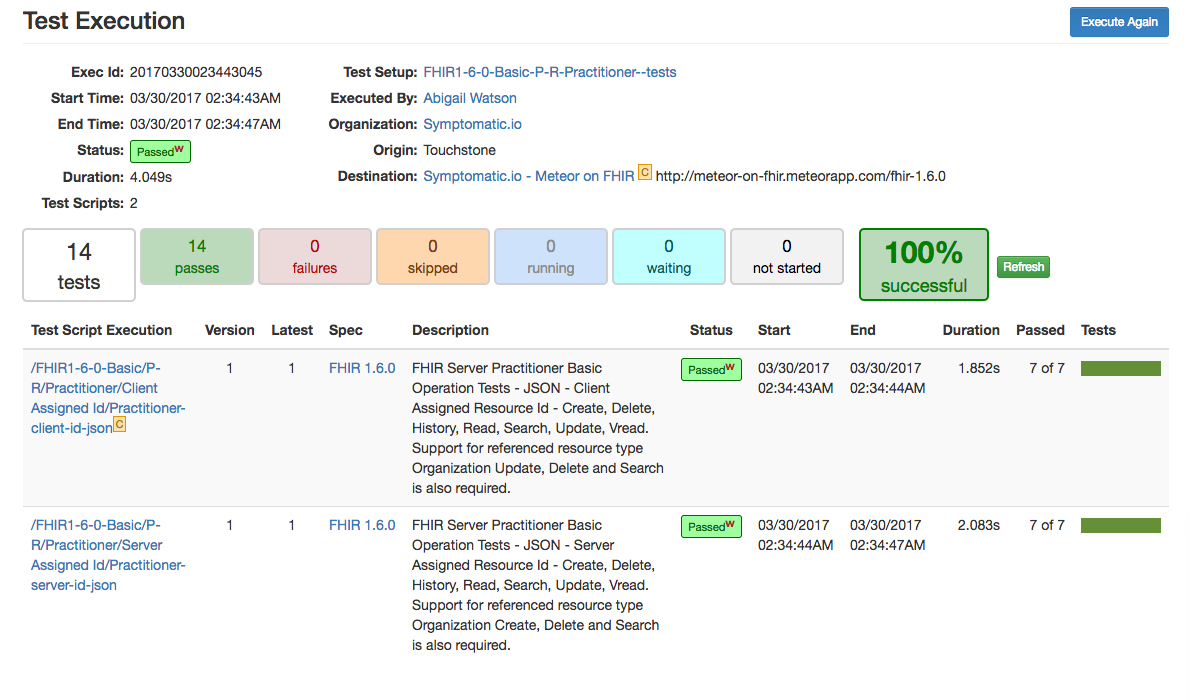 Test Execution
Execute Again
Exec Id: 20170330023443045
Test Setup: FHIR1-6-0-Basic-P-R-Practitioner--tests
Start Time: 03/30/2017 02:34:43AM
Executed By: Abigail Watson
End Time: 03/30/2017 02:34:47AM
Organization: Symptomatic.io
Status: PassedW
Origin: Touchstone
Duration: 4.049s
Destination: Symptomatic.io - Meteor on FHIR C http://meteor-on-fhir.meteorapp.com/fhir-1.6.0
Test Scripts: 2
14
tests
14
passes
0
failures
0
skipped
0
running
0
waiting
0
not started
100%
successful
Refresh
Test Script Execution Version Latest Spec Description Status Start End Duration Passed Tests
/FHIR1-6-0-Basic/P-
R/Practitioner/Client
Assigned Id/Practitioner-
client-id-json C
1
1
FHIR 1.6.0
FHIR Server Practitioner Basic
Operation Tests - JSON - Client
Assigned Resource Id - Create, Delete,
History, Read, Search, Update, Vread.
Support for referenced resource type
Organization Update, Delete and Search
is also required.
PassedW
03/30/2017
02:34:43AM
03/30/2017
02:34:44AM
1.852s
7 of 7
/FHIR1-6-0-Basic/P-
R/Practitioner/Server
Assigned Id/Practitioner-
server-id-json
1
1
FHIR 1.6.0
FHIR Server Practitioner Basic
Operation Tests - JSON - Server
Assigned Resource Id - Create, Delete,
History, Read, Search, Update, Vread.
Support for referenced resource type
Organization Create, Delete and Search
is also required.
PassedW
03/30/2017
02:34:44AM
03/30/2017
02:34:47AM
2.083s
7 of 7